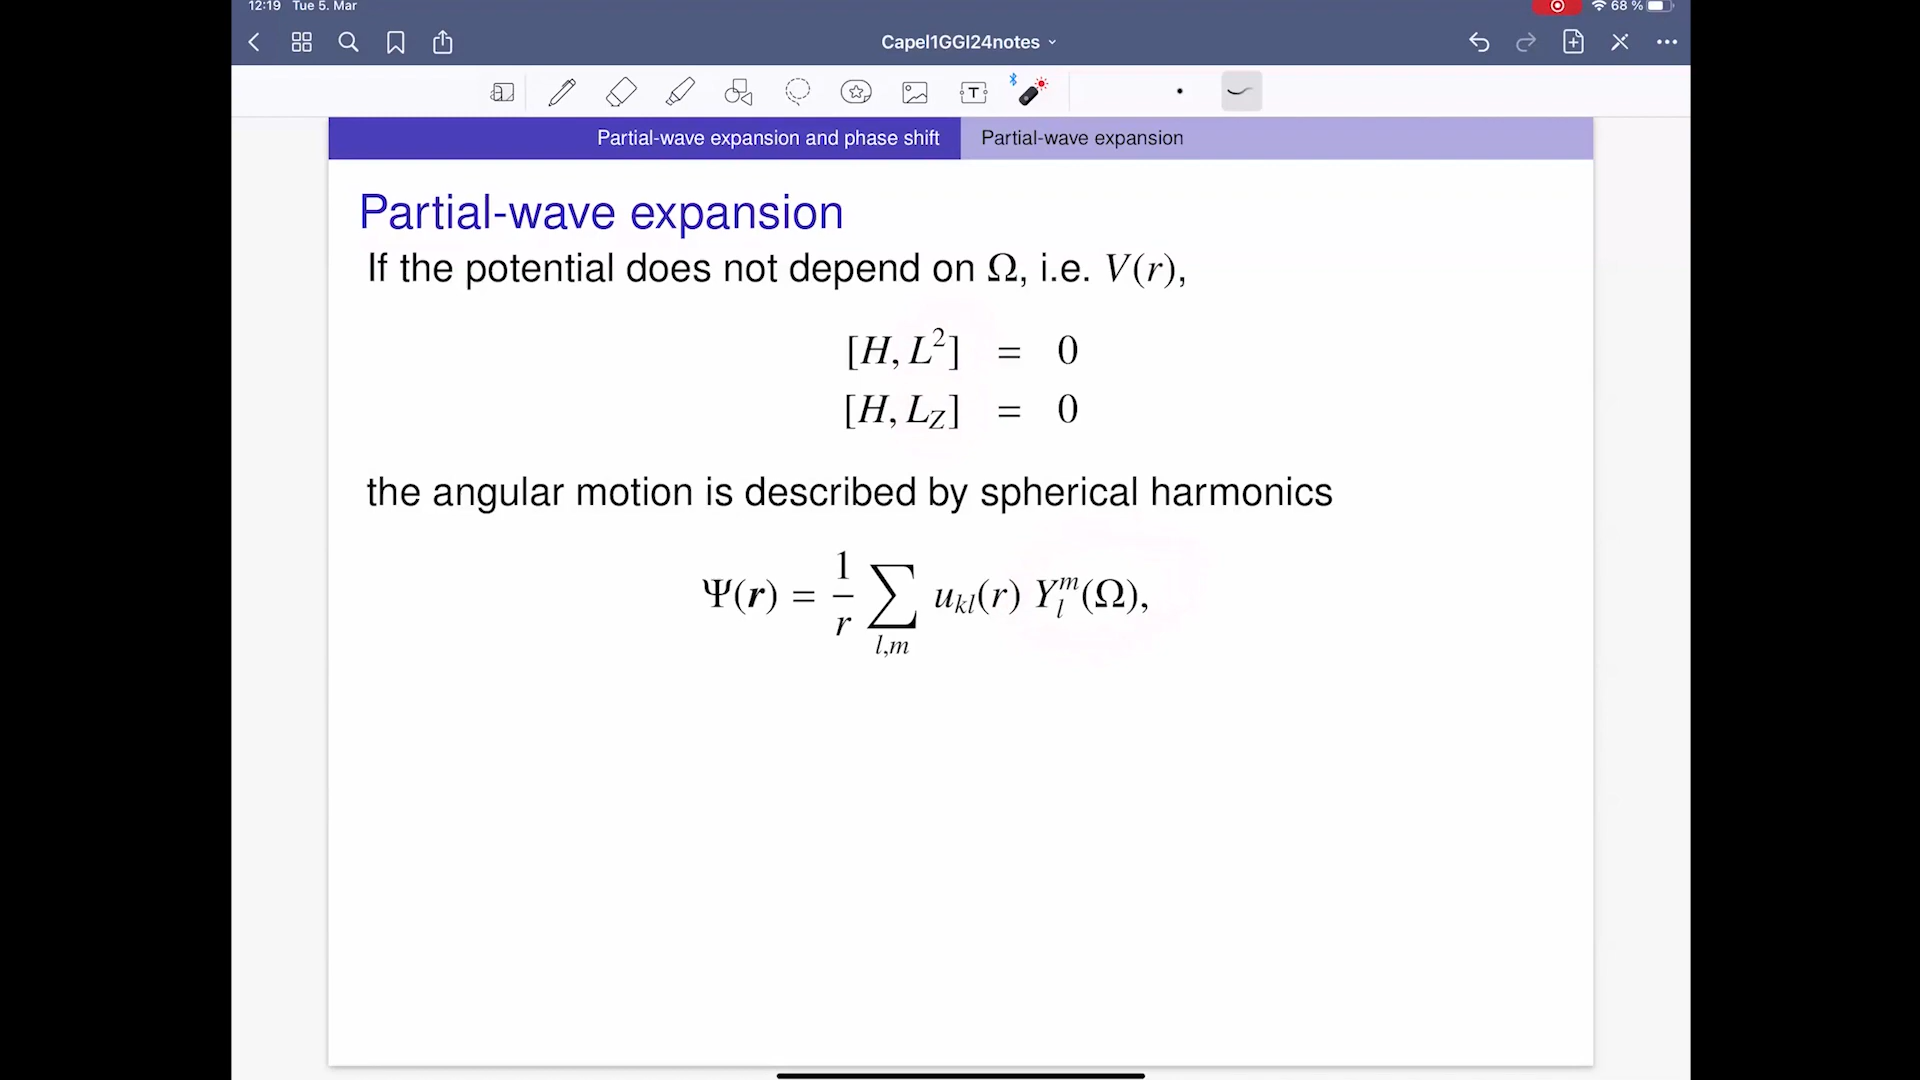 12:19 Tue 5. Mar 68 %
Capel1GGI24notes
T
Partial-wave expansion and phase shift Partial-wave expansion
Partial-wave expansion
If the potential does not depend on Ω, i.e. V(r),
[H, L²] = 0
[H, L_Z] = 0
the angular motion is described by spherical harmonics
Ψ(r) = 1/r ∑_{l,m} u_{kl}(r) Y_l^m(Ω),